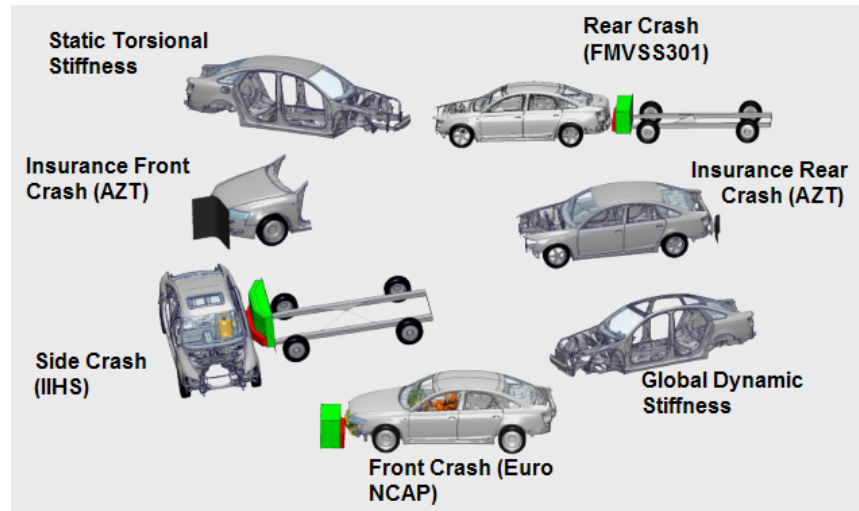 Static Torsional
Stiffness
Rear Crash
(FMVSS301)
Insurance Front
Crash (AZT)
Insurance Rear
Crash (AZT)
Side Crash
(IIHS)
Global Dynamic
Stiffness
Front Crash (Euro
NCAP)